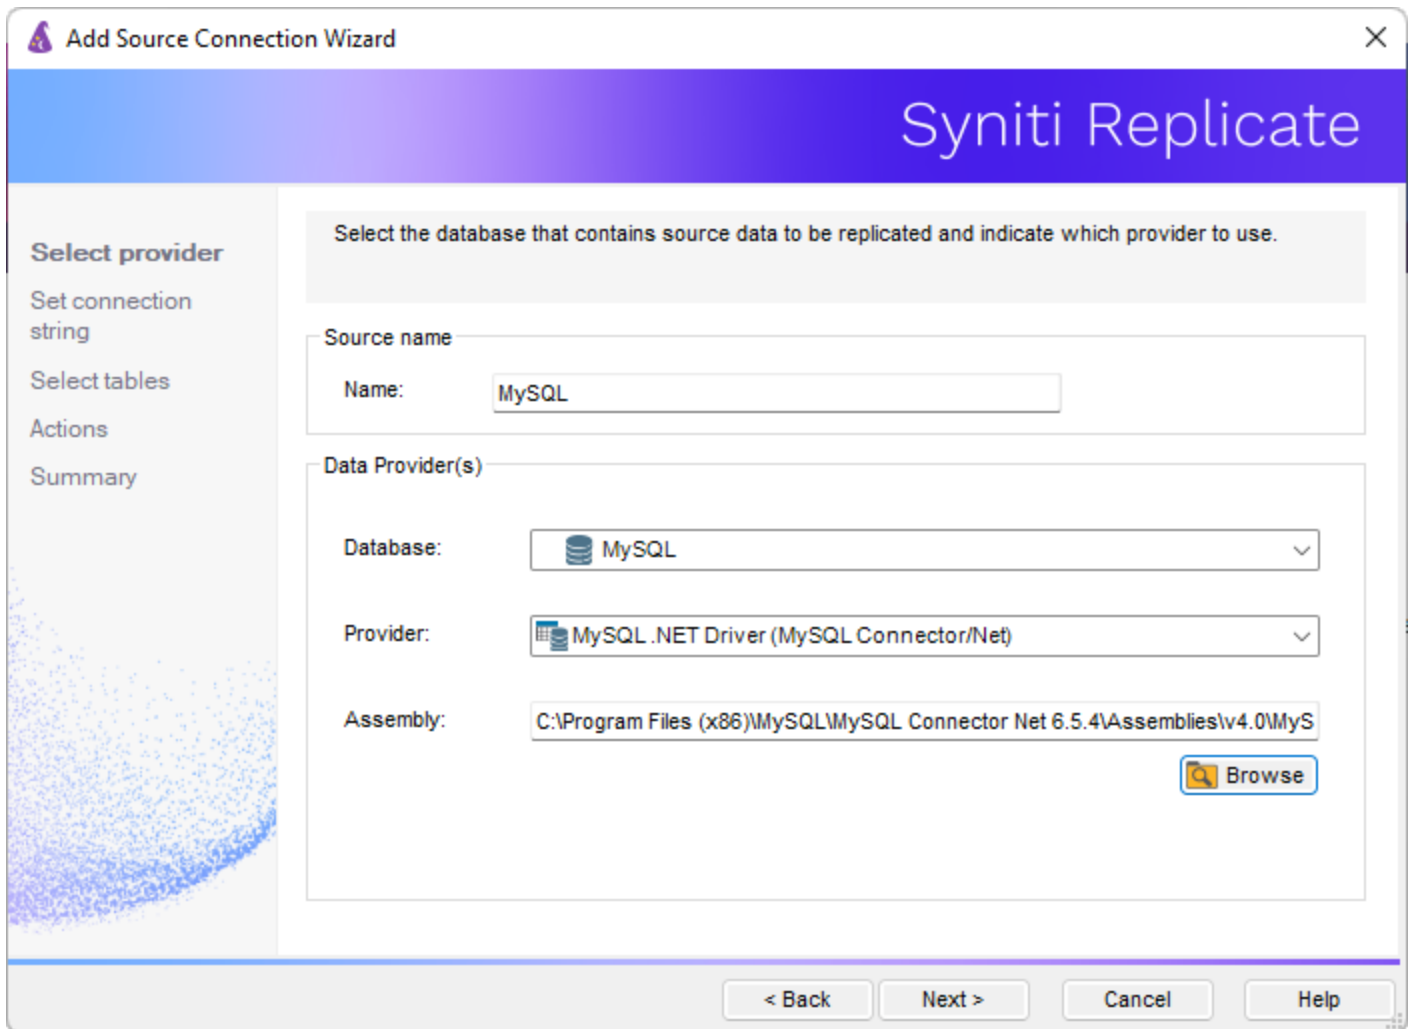 Add Source Connection Wizard
Syniti Replicate
Select provider
Set connection
string
Select tables
Actions
Summary
Select the database that contains source data to be replicated and indicate which provider to use.
Source name
Name:
MySQL
Data Provider(s)
Database:
MySQL
Provider:
MySQL .NET Driver (MySQL Connector/Net)
Assembly:
C:\Program Files (x86)\MySQL\MySQL Connector Net 6.5.4\Assemblies\v4.0\MyS
Browse
< Back
Next >
Cancel
Help